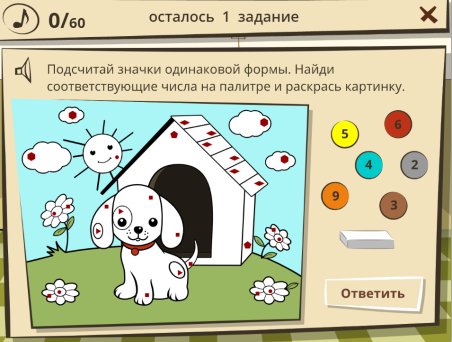 0/60
осталось 1 задание
Подсчитай значки одинаковой формы. Найди
соответствующие числа на палитре и раскрась картинку.
5
6
4
2
9
3
Ответить